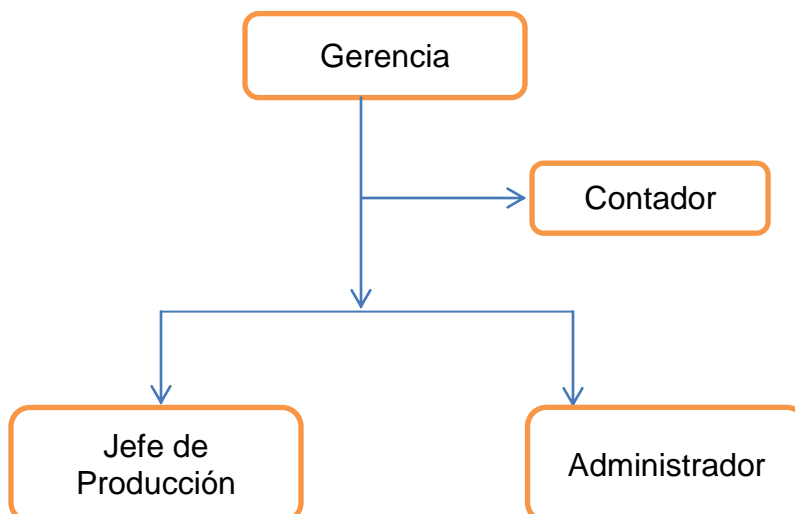 Gerencia
Contador
Jefe de
Producción
Administrador